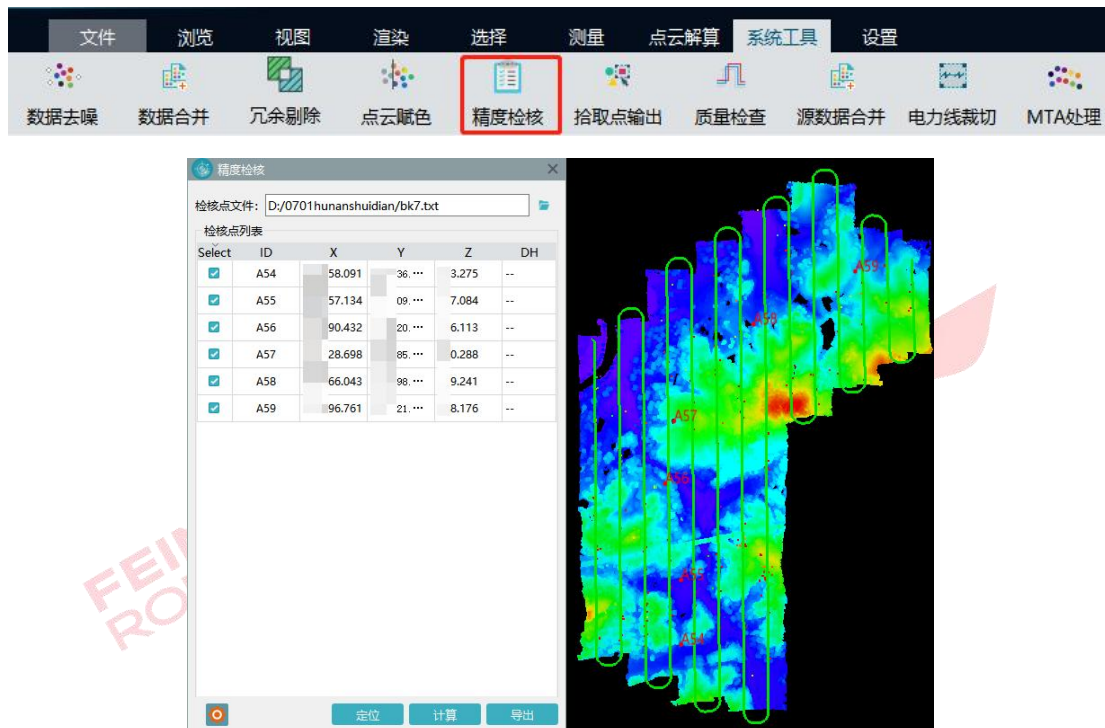 文件 浏览 视图 渲染 选择 测量 点云解算 系统工具 设置
数据去噪 数据合并 冗余剔除 点云赋色 精度检核 拾取点输出 质量检查 源数据合并 电力线裁切 MTA处理
精度检核
检核点文件: D:/0701hunanshuidian/bk7.txt
检核点列表
Select ID X Y Z DH
A54 58.091 36.··· 3.275 --
A55 57.134 09.··· 7.084 --
A56 90.432 20.··· 6.113 --
A57 28.698 85.··· 0.288 --
A58 66.043 98.··· 9.241 --
A59 96.761 21.··· 8.176 --
定位 计算 导出
A59
A58
A57
A56
A55
A54